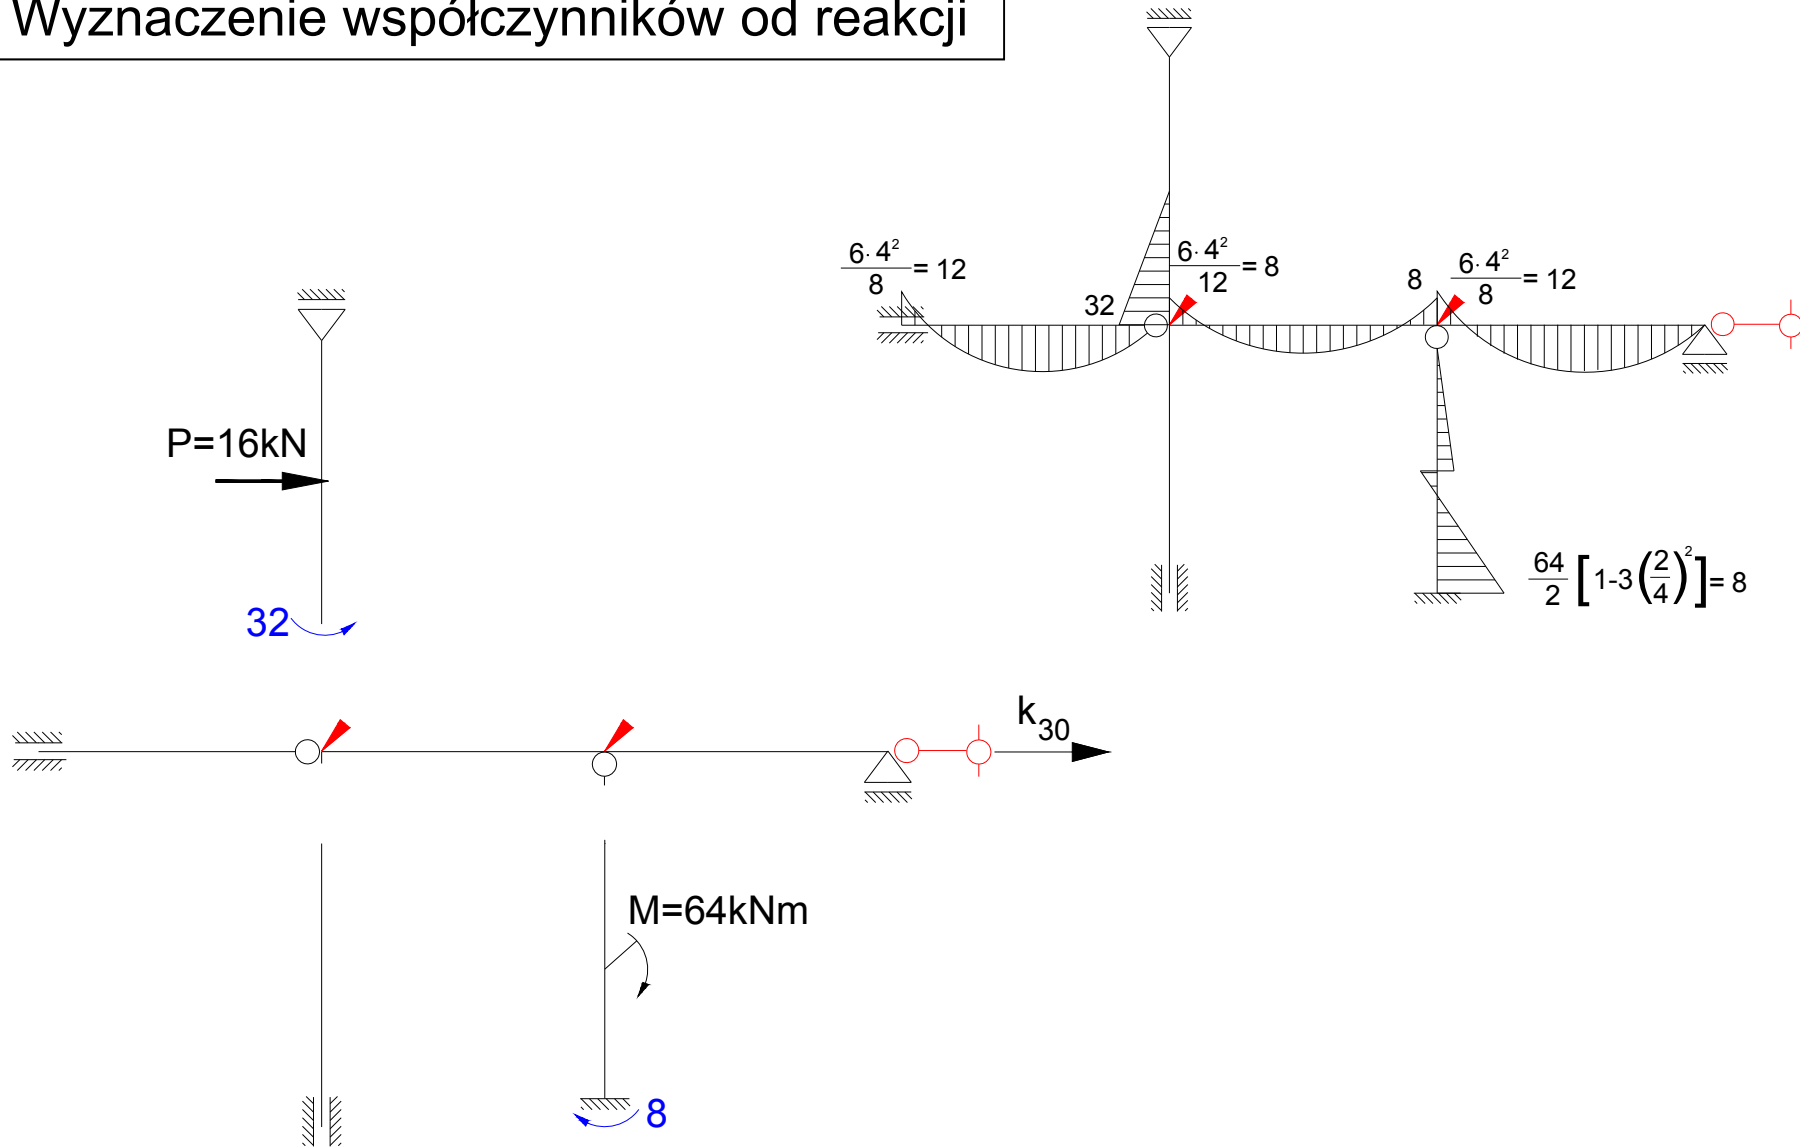 Wyznaczenie współczynników od reakcji
6·4²/8 = 12
32
6·4²/12 = 8
8
6·4²/8 = 12
P=16kN
64/2 [1-3(2/4)²] = 8
32
k₃₀
M=64kNm
8